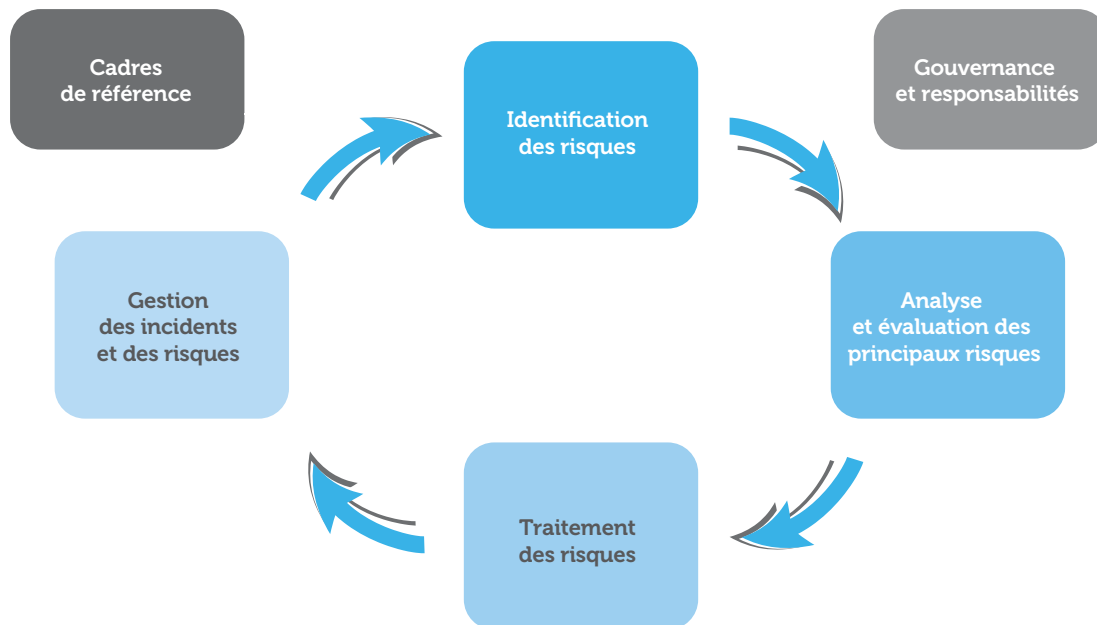 Cadres
de référence
Identification
des risques
Gouvernance
et responsabilités
Gestion
des incidents
et des risques
Analyse
et évaluation des
principaux risques
Traitement
des risques